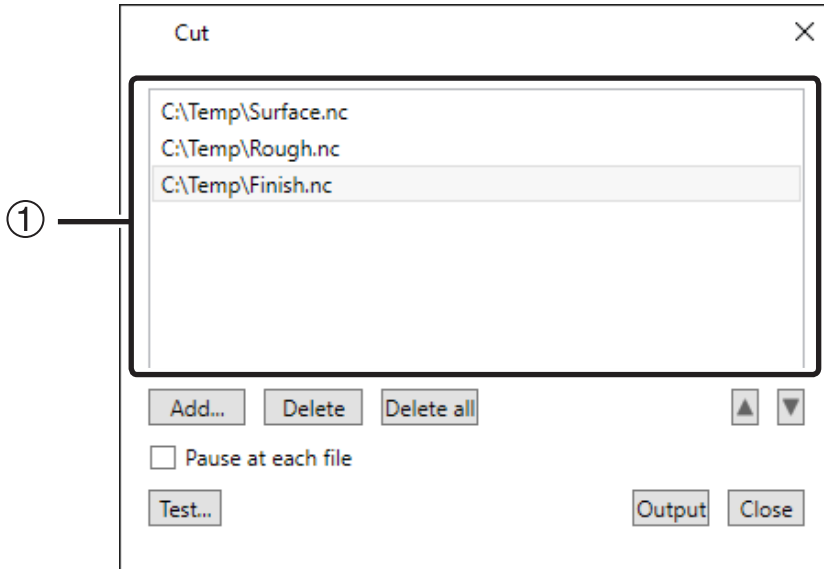 Cut
C:\Temp\Surface.nc
C:\Temp\Rough.nc
C:\Temp\Finish.nc
①
Add... Delete Delete all
Pause at each file
Test... Output Close